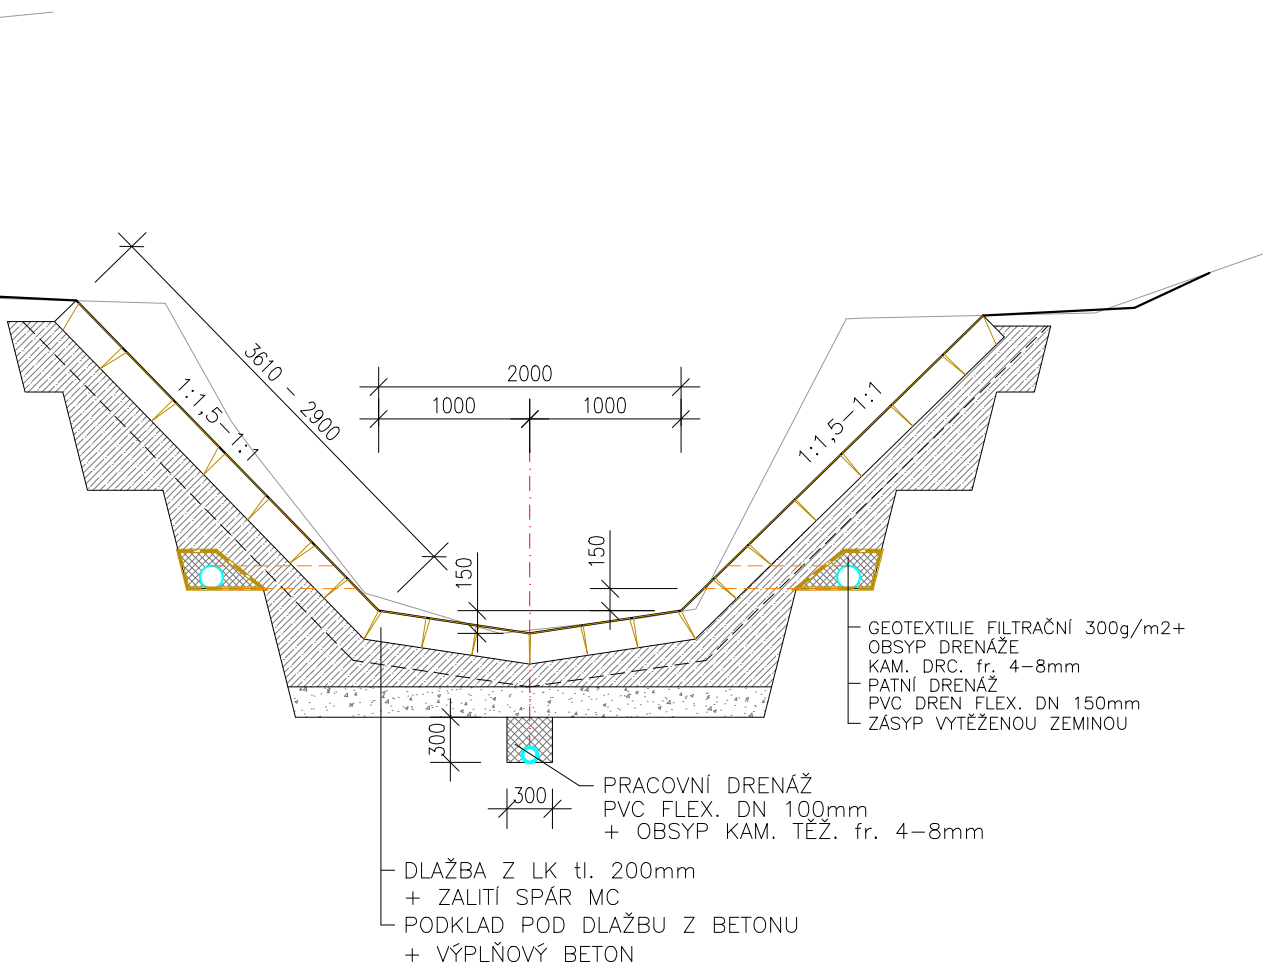 3610 - 2900
1:1,5-1:1
2000
1000
1000
1:1,5-1:1
150
150
300
300
GEOTEXTILIE FILTRAČNÍ 300g/m2+
OBSYP DRENÁŽE
KAM. DRC. fr. 4-8mm
PATNÍ DRENÁŽ
PVC DREN FLEX. DN 150mm
ZÁSYP VYTĚŽENOU ZEMINOU
PRACOVNÍ DRENÁŽ
PVC FLEX. DN 100mm
+ OBSYP KAM. TĚŽ. fr. 4-8mm
DLAŽBA Z LK tl. 200mm
+ ZALITÍ SPÁR MC
PODKLAD POD DLAŽBU Z BETONU
+ VÝPLŇOVÝ BETON